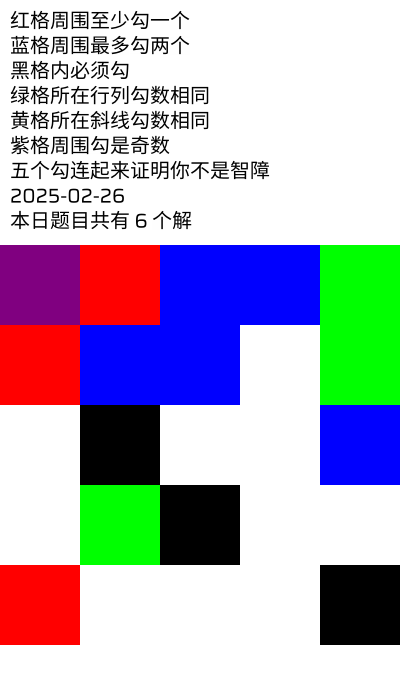 红格周围至少勾一个
蓝格周围最多勾两个
黑格内必须勾
绿格所在行列勾数相同
黄格所在斜线勾数相同
紫格周围勾是奇数
五个勾连起来证明你不是智障
2025-02-26
本日题目共有 6 个解